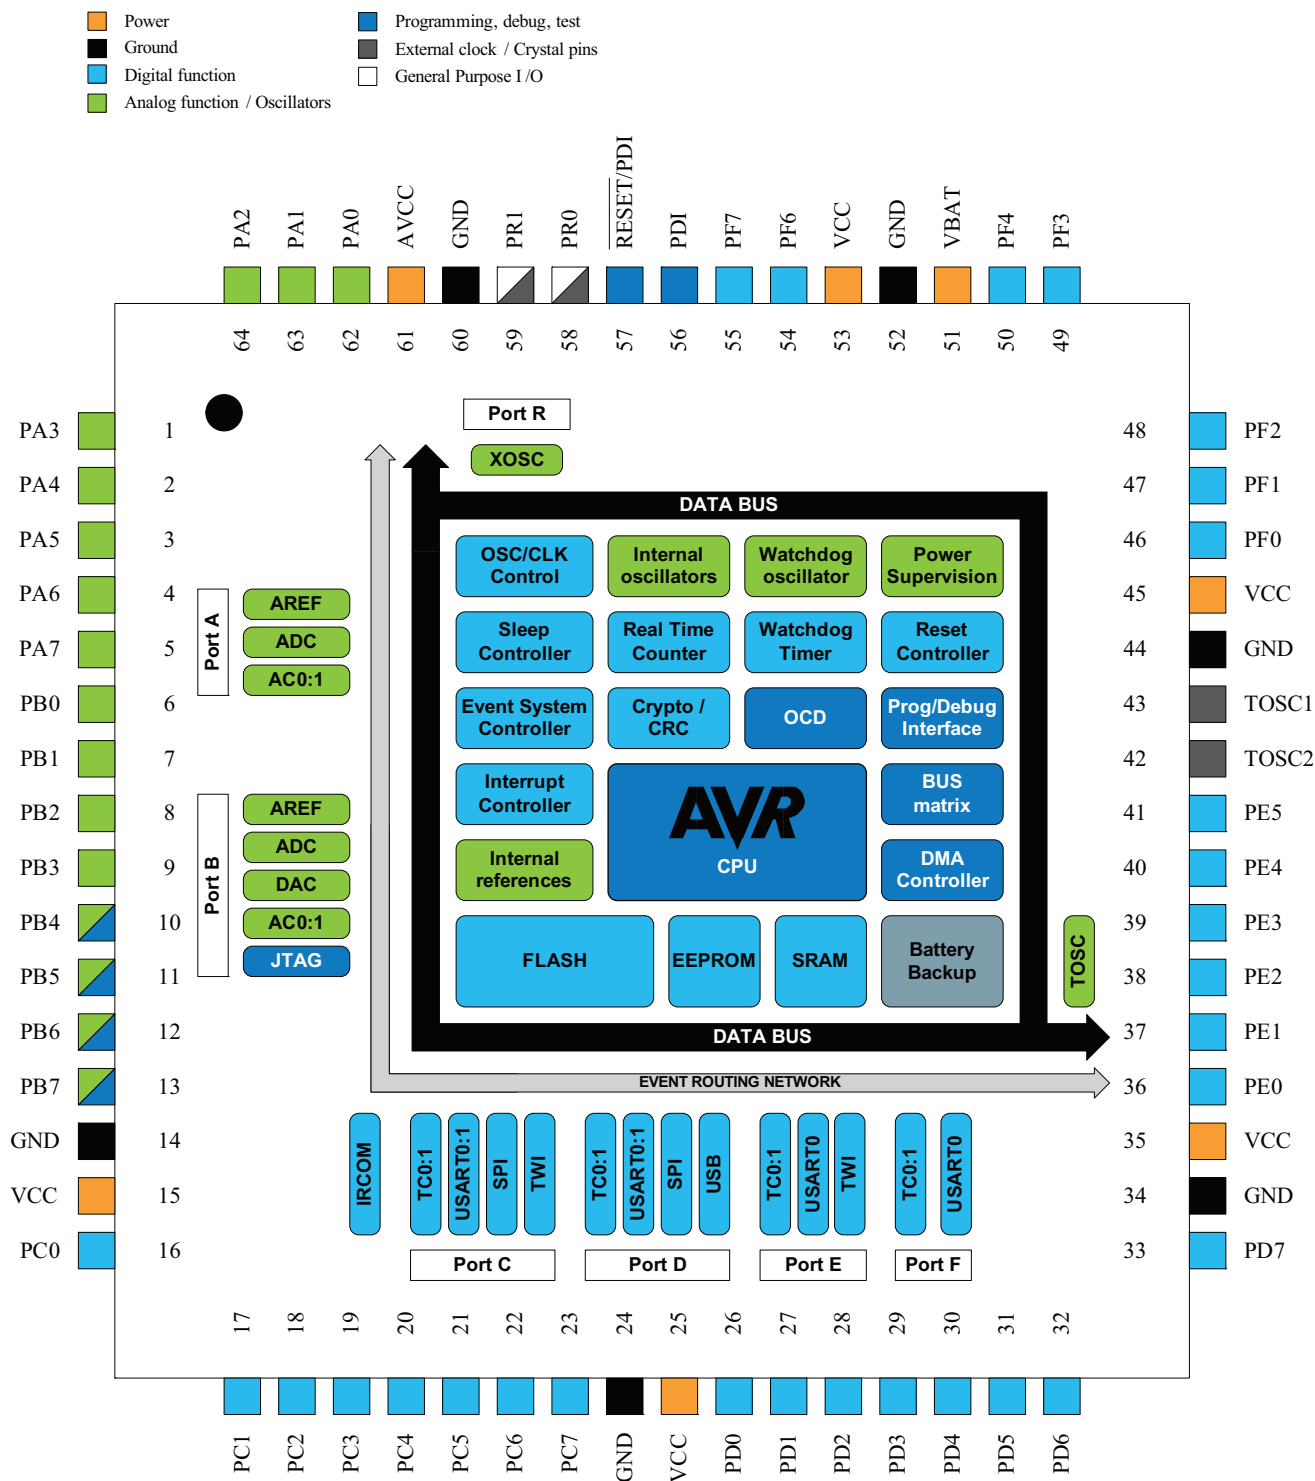 Power
Ground
Digital function
Analog function / Oscillators
Programming, debug, test
External clock / Crystal pins
General Purpose I /O
PA2
PA1
PA0
AVCC
GND
PR1
PR0
RESET/PDI
PDI
PF7
PF6
VCC
GND
VBAT
PF4
PF3
64
63
62
61
60
59
58
57
56
55
54
53
52
51
50
49
PA3 1
PA4 2
PA5 3
PA6 4
PA7 5
PB0 6
PB1 7
PB2 8
PB3 9
PB4 10
PB5 11
PB6 12
PB7 13
GND 14
VCC 15
PC0 16
Port R
XOSC
DATA BUS
OSC/CLK
Control
Internal
oscillators
Watchdog
oscillator
Power
Supervision
Sleep
Controller
Real Time
Counter
Watchdog
Timer
Reset
Controller
Event System
Controller
Crypto /
CRC
OCD
Prog/Debug
Interface
Interrupt
Controller
AVR
CPU
BUS
matrix
Internal
references
DMA
Controller
FLASH
EEPROM
SRAM
Battery
Backup
TOSC
DATA BUS
EVENT ROUTING NETWORK
Port A
AREF
ADC
AC0:1
Port B
AREF
ADC
DAC
AC0:1
JTAG
IRCOM
TC0:1
USART0:1
SPI
TWI
Port C
TC0:1
USART0:1
SPI
USB
Port D
TC0:1
USART0
TWI
Port E
TC0:1
USART0
Port F
48 PF2
47 PF1
46 PF0
45 VCC
44 GND
43 TOSC1
42 TOSC2
41 PE5
40 PE4
39 PE3
38 PE2
37 PE1
36 PE0
35 VCC
34 GND
33 PD7
17
18
19
20
21
22
23
24
25
26
27
28
29
30
31
32
PC1
PC2
PC3
PC4
PC5
PC6
PC7
GND
VCC
PD0
PD1
PD2
PD3
PD4
PD5
PD6